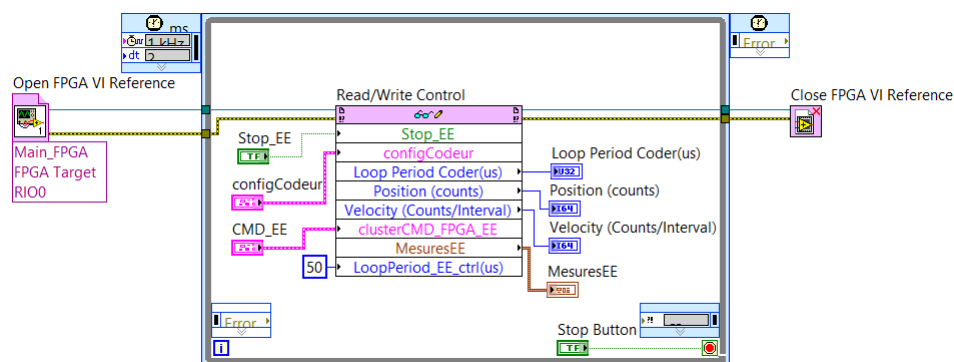 ms
1 kHz
Error
dt 2
Open FPGA VI Reference
Close FPGA VI Reference
Read/Write Control
Main_FPGA
FPGA Target
RIO0
Stop_EE
TF
Stop_EE
configCodeur
configCodeur
Loop Period Coder(us)
Loop Period Coder(us)
U32
Position (counts)
Position (counts)
I64
Velocity (Counts/Interval)
Velocity (Counts/Interval)
I64
CMD_EE
clusterCMD_FPGA_EE
MesuresEE
MesuresEE
50
LoopPeriod_EE_ctrl(us)
Error
Stop Button
TF
i